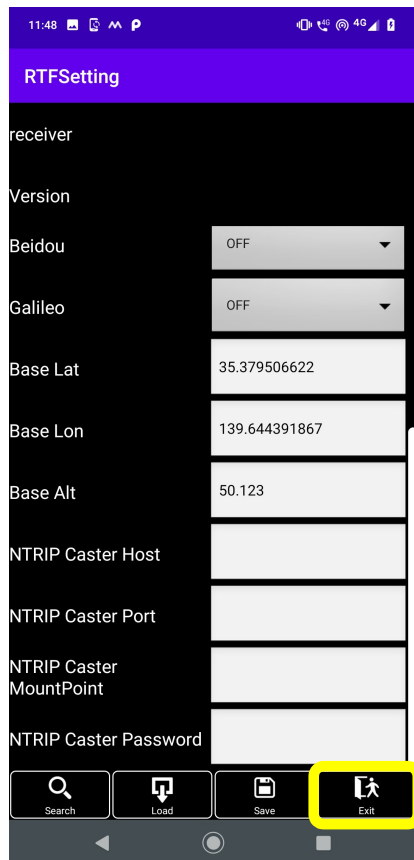 11:48 4G 4G
RTFSetting
receiver
Version
Beidou OFF
Galileo OFF
Base Lat 35.379506622
Base Lon 139.644391867
Base Alt 50.123
NTRIP Caster Host
NTRIP Caster Port
NTRIP Caster
MountPoint
NTRIP Caster Password
Search Load Save Exit